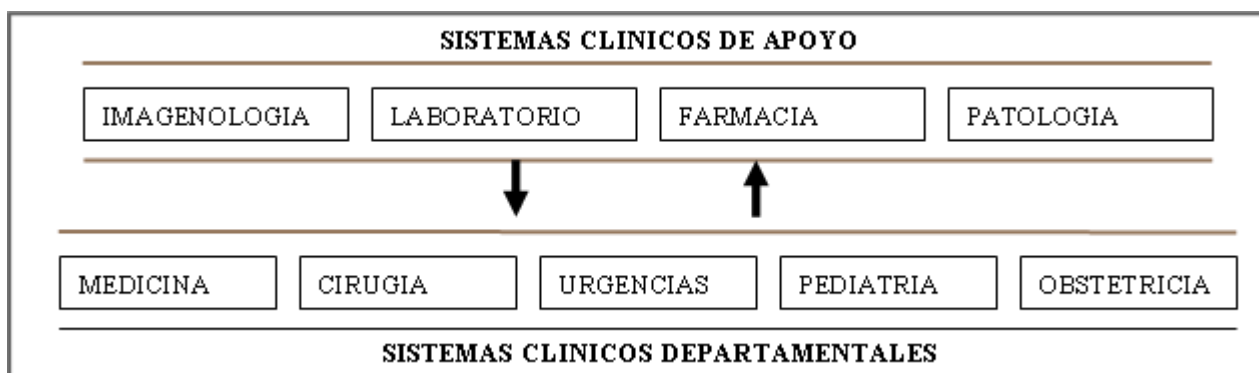 SISTEMAS CLINICOS DE APOYO
IMAGENOLOGIA LABORATORIO FARMACIA PATOLOGIA
MEDICINA CIRUGIA URGENCIAS PEDIATRIA OBSTETRICIA
SISTEMAS CLINICOS DEPARTAMENTALES